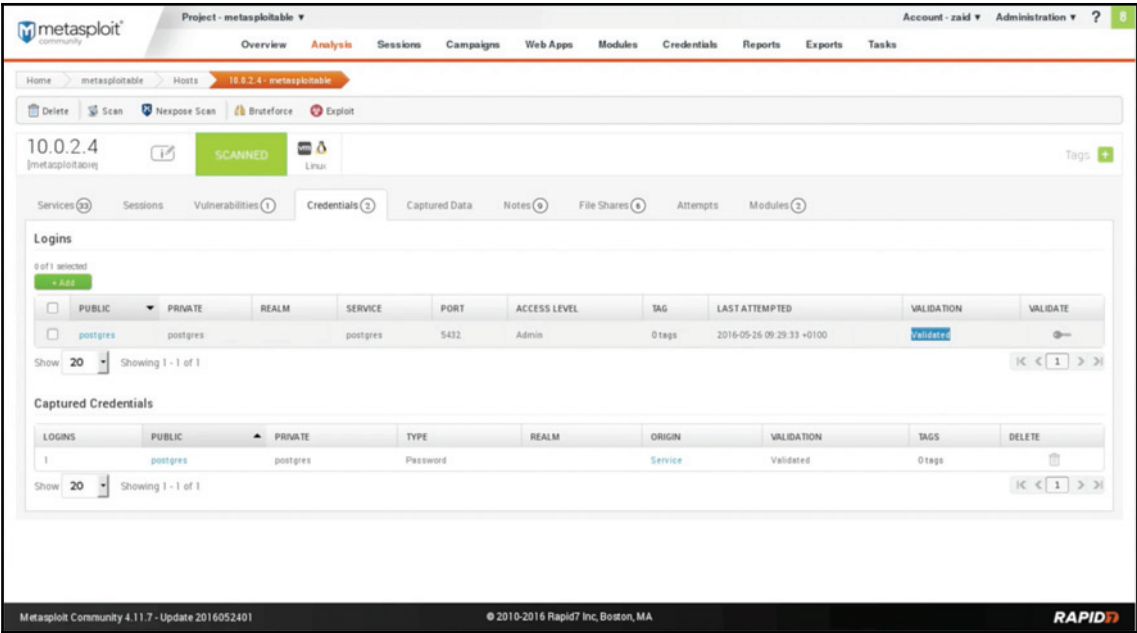 Project - metasploitable ▼ Account - zaid ▼ Administration ▼ ? 8
metasploit
community
Overview Analysis Sessions Campaigns Web Apps Modules Credentials Reports Exports Tasks
Home metasploitable Hosts 10.0.2.4 - metasploitable
Delete Scan Nexpose Scan Bruteforce Exploit
10.0.2.4 SCANNED vm Tags +
Linux
Services 33 Sessions Vulnerabilities 1 Credentials 2 Captured Data Notes 9 File Shares 6 Attempts Modules 2
Logins
0 of 1 selected
+ Add
PUBLIC PRIVATE REALM SERVICE PORT ACCESS LEVEL TAG LAST ATTEMPTED VALIDATION VALIDATE
postgres postgres postgres 5432 Admin 0 tags 2016-05-26 09:29:33 +0100 Validated
Show 20 Showing 1 - 1 of 1 1
Captured Credentials
LOGINS PUBLIC PRIVATE TYPE REALM ORIGIN VALIDATION TAGS DELETE
1 postgres postgres Password Service Validated 0 tags
Show 20 Showing 1 - 1 of 1 1
Metasploit Community 4.11.7 - Update 2016052401 © 2010-2016 Rapid7 Inc, Boston, MA RAPID7